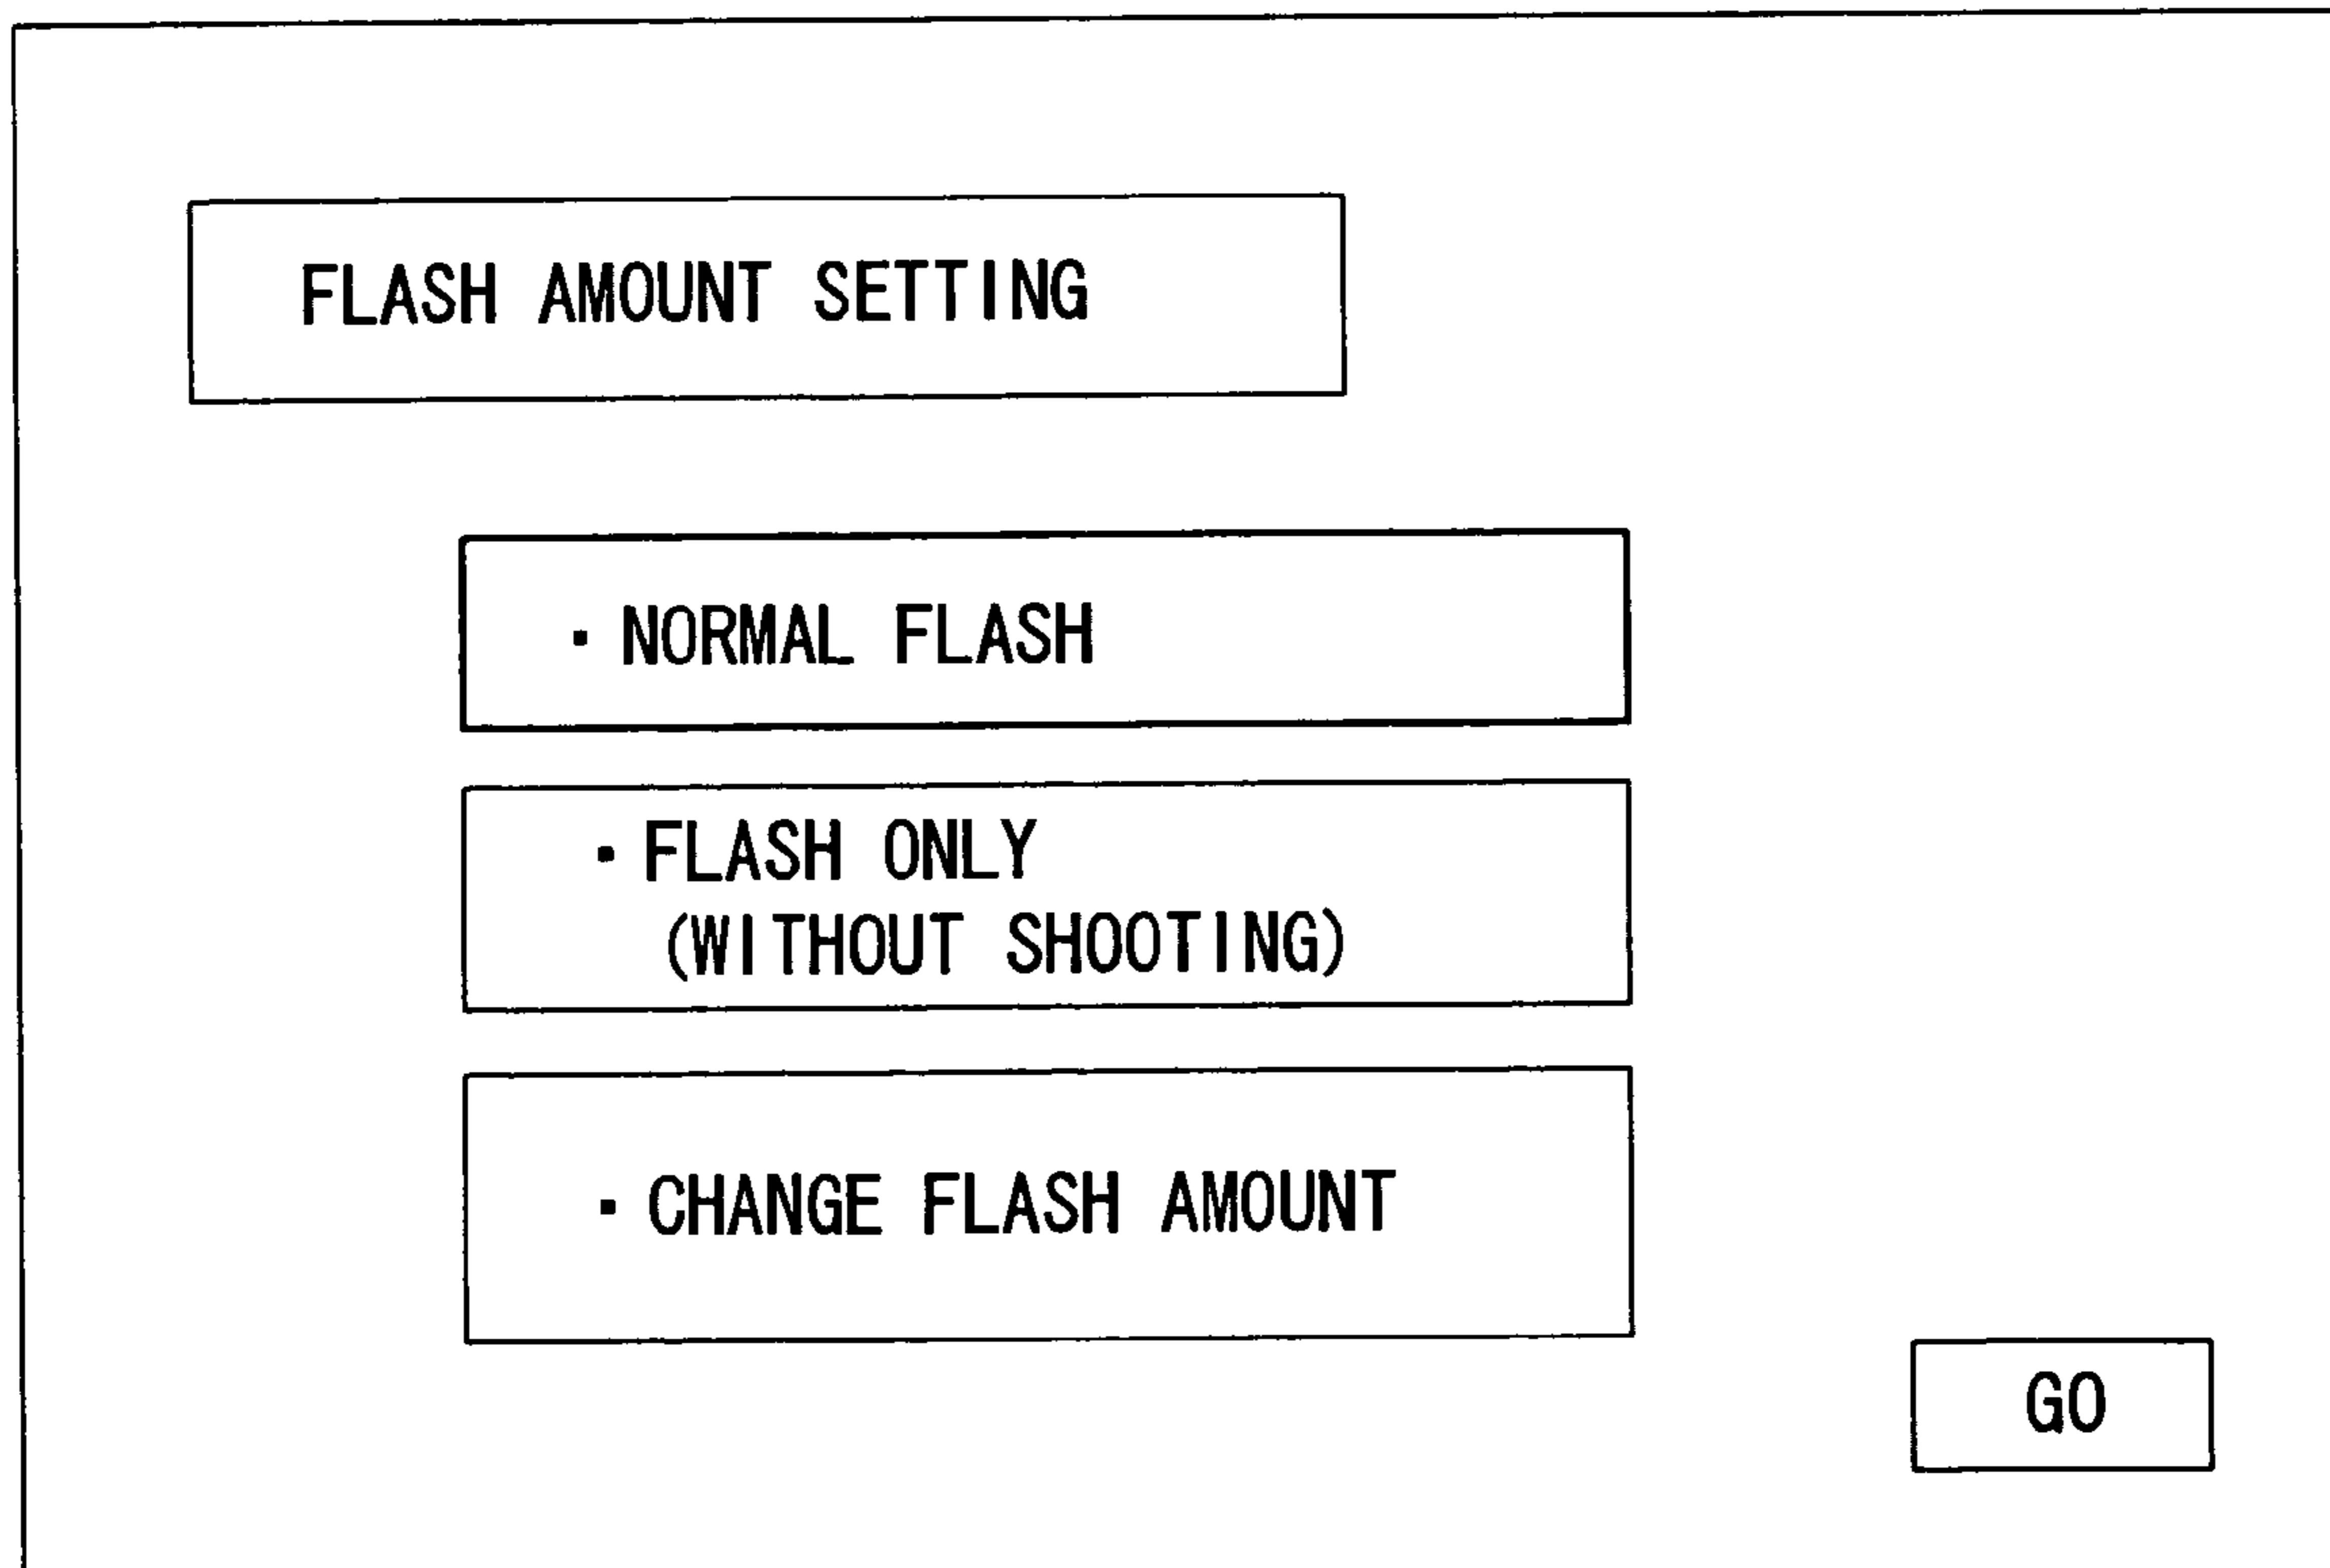 FLASH AMOUNT SETTING
・NORMAL FLASH
・FLASH ONLY
(WITHOUT SHOOTING)
・CHANGE FLASH AMOUNT
GO